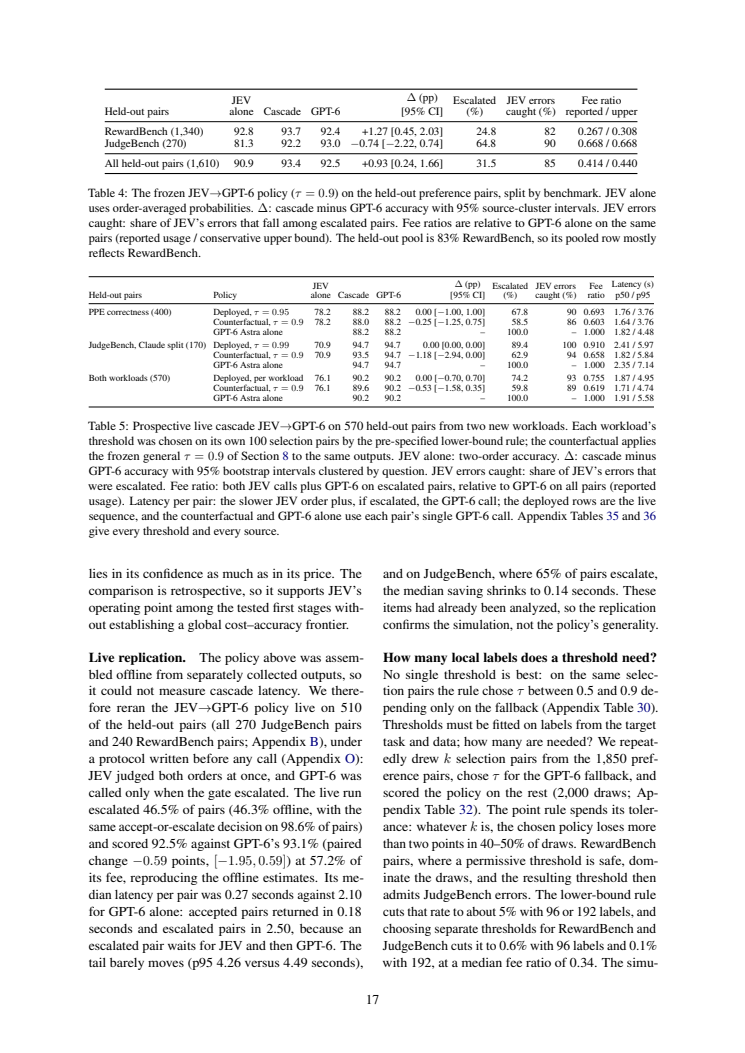 Held-out pairs JEV alone Cascade GPT-6 Δ (pp) [95% CI] Escalated (%) JEV errors caught (%) Fee ratio reported / upper
RewardBench (1,340) 92.8 93.7 92.4 +1.27 [0.45, 2.03] 24.8 82 0.267 / 0.308
JudgeBench (270) 81.3 92.2 93.0 −0.74 [−2.22, 0.74] 64.8 90 0.668 / 0.668
All held-out pairs (1,610) 90.9 93.4 92.5 +0.93 [0.24, 1.66] 31.5 85 0.414 / 0.440
Table 4: The frozen JEV→GPT-6 policy (τ = 0.9) on the held-out preference pairs, split by benchmark. JEV alone
uses order-averaged probabilities. Δ: cascade minus GPT-6 accuracy with 95% source-cluster intervals. JEV errors
caught: share of JEV's errors that fall among escalated pairs. Fee ratios are relative to GPT-6 alone on the same
pairs (reported usage / conservative upper bound). The held-out pool is 83% RewardBench, so its pooled row mostly
reflects RewardBench.
Held-out pairs Policy JEV alone Cascade GPT-6 Δ (pp) [95% CI] Escalated (%) JEV errors caught (%) Fee ratio Latency (s) p50 / p95
PPE correctness (400) Deployed, τ = 0.95 78.2 88.2 88.2 0.00 [−1.00, 1.00] 67.8 90 0.693 1.76 / 3.76
Counterfactual, τ = 0.9 78.2 88.0 88.2 −0.25 [−1.25, 0.75] 58.5 86 0.603 1.64 / 3.76
GPT-6 Astra alone 88.2 88.2 – 100.0 – 1.000 1.82 / 4.48
JudgeBench, Claude split (170) Deployed, τ = 0.99 70.9 94.7 94.7 0.00 [0.00, 0.00] 89.4 100 0.910 2.41 / 5.97
Counterfactual, τ = 0.9 70.9 93.5 94.7 −1.18 [−2.94, 0.00] 62.9 94 0.658 1.82 / 5.84
GPT-6 Astra alone 94.7 94.7 – 100.0 – 1.000 2.35 / 7.14
Both workloads (570) Deployed, per workload 76.1 90.2 90.2 0.00 [−0.70, 0.70] 74.2 93 0.755 1.87 / 4.95
Counterfactual, τ = 0.9 76.1 89.6 90.2 −0.53 [−1.58, 0.35] 59.8 89 0.619 1.71 / 4.74
GPT-6 Astra alone 90.2 90.2 – 100.0 – 1.000 1.91 / 5.58
Table 5: Prospective live cascade JEV→GPT-6 on 570 held-out pairs from two new workloads. Each workload's
threshold was chosen on its own 100 selection pairs by the pre-specified lower-bound rule; the counterfactual applies
the frozen general τ = 0.9 of Section 8 to the same outputs. JEV alone: two-order accuracy. Δ: cascade minus
GPT-6 accuracy with 95% bootstrap intervals clustered by question. JEV errors caught: share of JEV's errors that
were escalated. Fee ratio: both JEV calls plus GPT-6 on escalated pairs, relative to GPT-6 on all pairs (reported
usage). Latency per pair: the slower JEV order plus, if escalated, the GPT-6 call; the deployed rows are the live
sequence, and the counterfactual and GPT-6 alone use each pair's single GPT-6 call. Appendix Tables 35 and 36
give every threshold and every source.
lies in its confidence as much as in its price. The
comparison is retrospective, so it supports JEV's
operating point among the tested first stages with-
out establishing a global cost–accuracy frontier.
Live replication. The policy above was assem-
bled offline from separately collected outputs, so
it could not measure cascade latency. We there-
fore reran the JEV→GPT-6 policy live on 510
of the held-out pairs (all 270 JudgeBench pairs
and 240 RewardBench pairs; Appendix B), under
a protocol written before any call (Appendix O):
JEV judged both orders at once, and GPT-6 was
called only when the gate escalated. The live run
escalated 46.5% of pairs (46.3% offline, with the
same accept-or-escalate decision on 98.6% of pairs)
and scored 92.5% against GPT-6's 93.1% (paired
change −0.59 points, [−1.95, 0.59]) at 57.2% of
its fee, reproducing the offline estimates. Its me-
dian latency per pair was 0.27 seconds against 2.10
for GPT-6 alone: accepted pairs returned in 0.18
seconds and escalated pairs in 2.50, because an
escalated pair waits for JEV and then GPT-6. The
tail barely moves (p95 4.26 versus 4.49 seconds),
and on JudgeBench, where 65% of pairs escalate,
the median saving shrinks to 0.14 seconds. These
items had already been analyzed, so the replication
confirms the simulation, not the policy's generality.
How many local labels does a threshold need?
No single threshold is best: on the same selec-
tion pairs the rule chose τ between 0.5 and 0.9 de-
pending only on the fallback (Appendix Table 30).
Thresholds must be fitted on labels from the target
task and data; how many are needed? We repeat-
edly drew k selection pairs from the 1,850 pref-
erence pairs, chose τ for the GPT-6 fallback, and
scored the policy on the rest (2,000 draws; Ap-
pendix Table 32). The point rule spends its toler-
ance: whatever k is, the chosen policy loses more
than two points in 40–50% of draws. RewardBench
pairs, where a permissive threshold is safe, dom-
inate the draws, and the resulting threshold then
admits JudgeBench errors. The lower-bound rule
cuts that rate to about 5% with 96 or 192 labels, and
choosing separate thresholds for RewardBench and
JudgeBench cuts it to 0.6% with 96 labels and 0.1%
with 192, at a median fee ratio of 0.34. The simu-
17